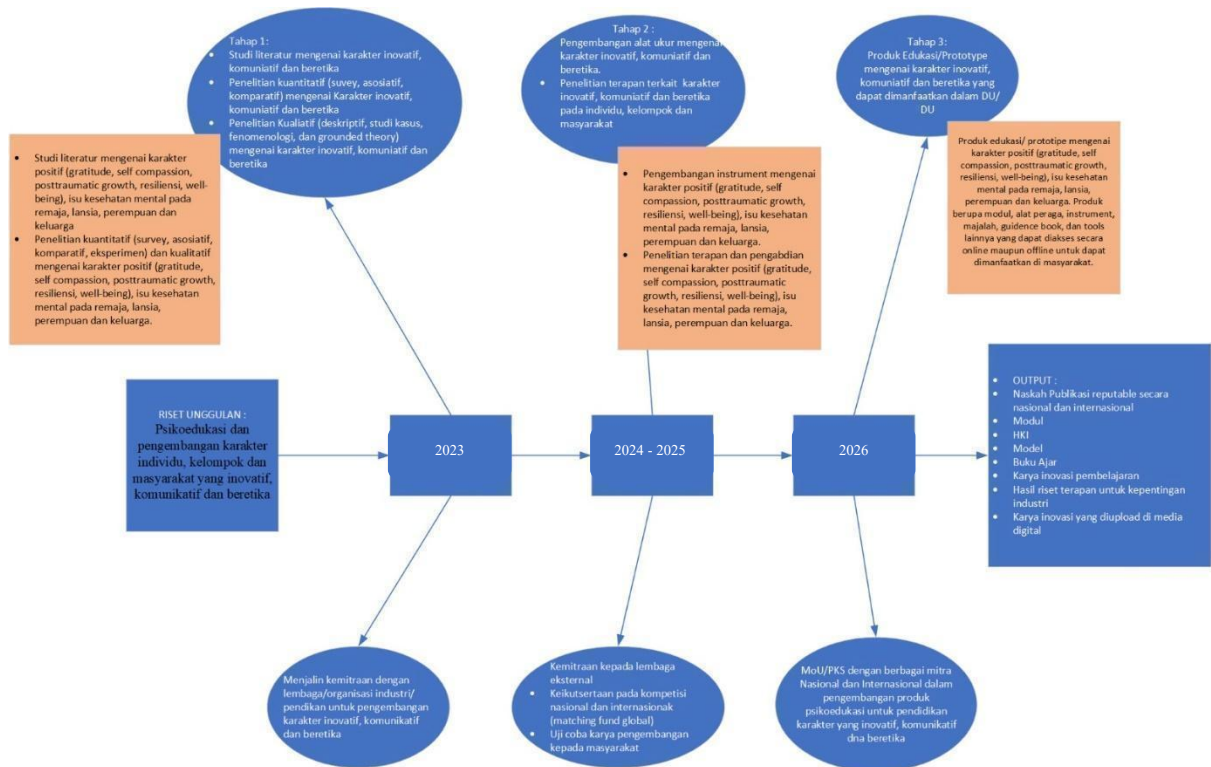 Tahap 1:
• Studi literatur mengenai karakter inovatif,
komuniatif dan beretika
• Penelitian kuantitatif (suvey, asosiatif,
komparatif) mengenai Karakter inovatif,
komuniatif dan beretika
• Penelitian Kualiatif (deskriptif, studi kasus,
fenomenologi, dan grounded theory)
mengenai karakter inovatif, komuniatif dan
beretika
Tahap 2 :
Pengembangan alat ukur mengenai
karakter inovatif, komuniatif dan
beretika.
• Penelitian terapan terkait karakter
inovatif, komuniatif dan beretika
pada individu, kelompok dan
masyarakat
Tahap 3:
Produk Edukasi/Prototype
mengenai karakter inovatif,
komuniatif dan beretika yang
dapat dimanfaatkan dalam DU/
DU
• Studi literatur mengenai karakter
positif (gratitude, self compassion,
posttraumatic growth, resiliensi, well-
being), isu kesehatan mental pada
remaja, lansia, perempuan dan
keluarga
• Penelitian kuantitatif (survey, asosiatif,
komparatif, eksperimen) dan kualitatif
mengenai karakter positif (gratitude,
self compassion, posttraumatic growth,
resiliensi, well-being), isu kesehatan
mental pada remaja, lansia,
perempuan dan keluarga.
• Pengembangan instrument mengenai
karakter positif (gratitude, self
compassion, posttraumatic growth,
resiliensi, well-being), isu kesehatan
mental pada remaja, lansia,
perempuan dan keluarga.
• Penelitian terapan dan pengabdian
mengenai karakter positif (gratitude,
self compassion, posttraumatic
growth, resiliensi, well-being), isu
kesehatan mental pada remaja,
lansia, perempuan dan keluarga.
Produk edukasi/ prototipe mengenai
karakter positif (gratitude, self
compassion, posttraumatic growth,
resiliensi, well-being), isu kesehatan
mental pada remaja, lansia,
perempuan dan keluarga. Produk
berupa modul, alat peraga, instrument,
majalah, guidence book, dan tools
lainnya yang dapat diakses secara
online maupun offline untuk dapat
dimanfaatkan di masyarakat.
RISET UNGGULAN :
Psikoedukasi dan
pengembangan karakter
individu, kelompok dan
masyarakat yang inovatif,
komunikatif dan beretika
2023
2024 - 2025
2026
• OUTPUT :
• Naskah Publikasi reputable secara
nasional dan internasional
• Modul
• HKI
• Model
• Buku Ajar
• Karya inovasi pembelajaran
• Hasil riset terapan untuk kepentingan
industri
• Karya inovasi yang diupload di media
digital
Menjalin kemitraan dengan
lembaga/organisasi industri/
pendikan untuk pengembangan
karakter inovatif, komunikatif
dan beretika
Kemitraan kepada lembaga
eksternal
• Keikutsertaan pada kompetisi
nasional dan internasionak
(matching fund global)
• Uji coba karya pengembangan
kepada masyarakat
MoU/PKS dengan berbagai mitra
Nasional dan Internasional dalam
pengembangan produk
psikoedukasi untuk pendidikan
karakter yang inovatif, komunikatif
dna beretika